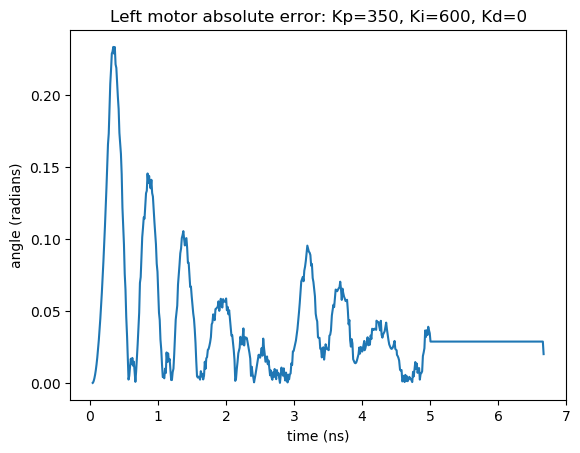 Left motor absolute error: Kp=350, Ki=600, Kd=0
angle (radians)
0.20
0.15
0.10
0.05
0.00
0 1 2 3 4 5 6 7
time (ns)